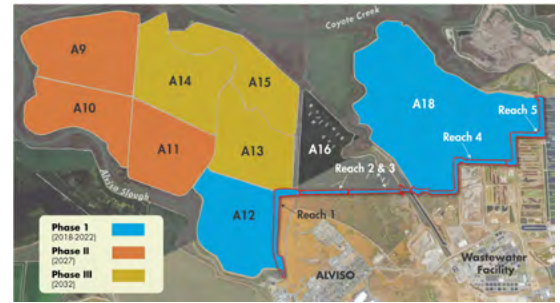 Coyote Creek
A9
A14
A15
A18
A10
Reach 5
A11
A13
A16
Reach 4
Reach 2 & 3
Alviso Slough
A12
Reach 1
Phase 1
(2018-2022)
Phase II
(2027)
Phase III
(2032)
ALVISO
Wastewater
Facility